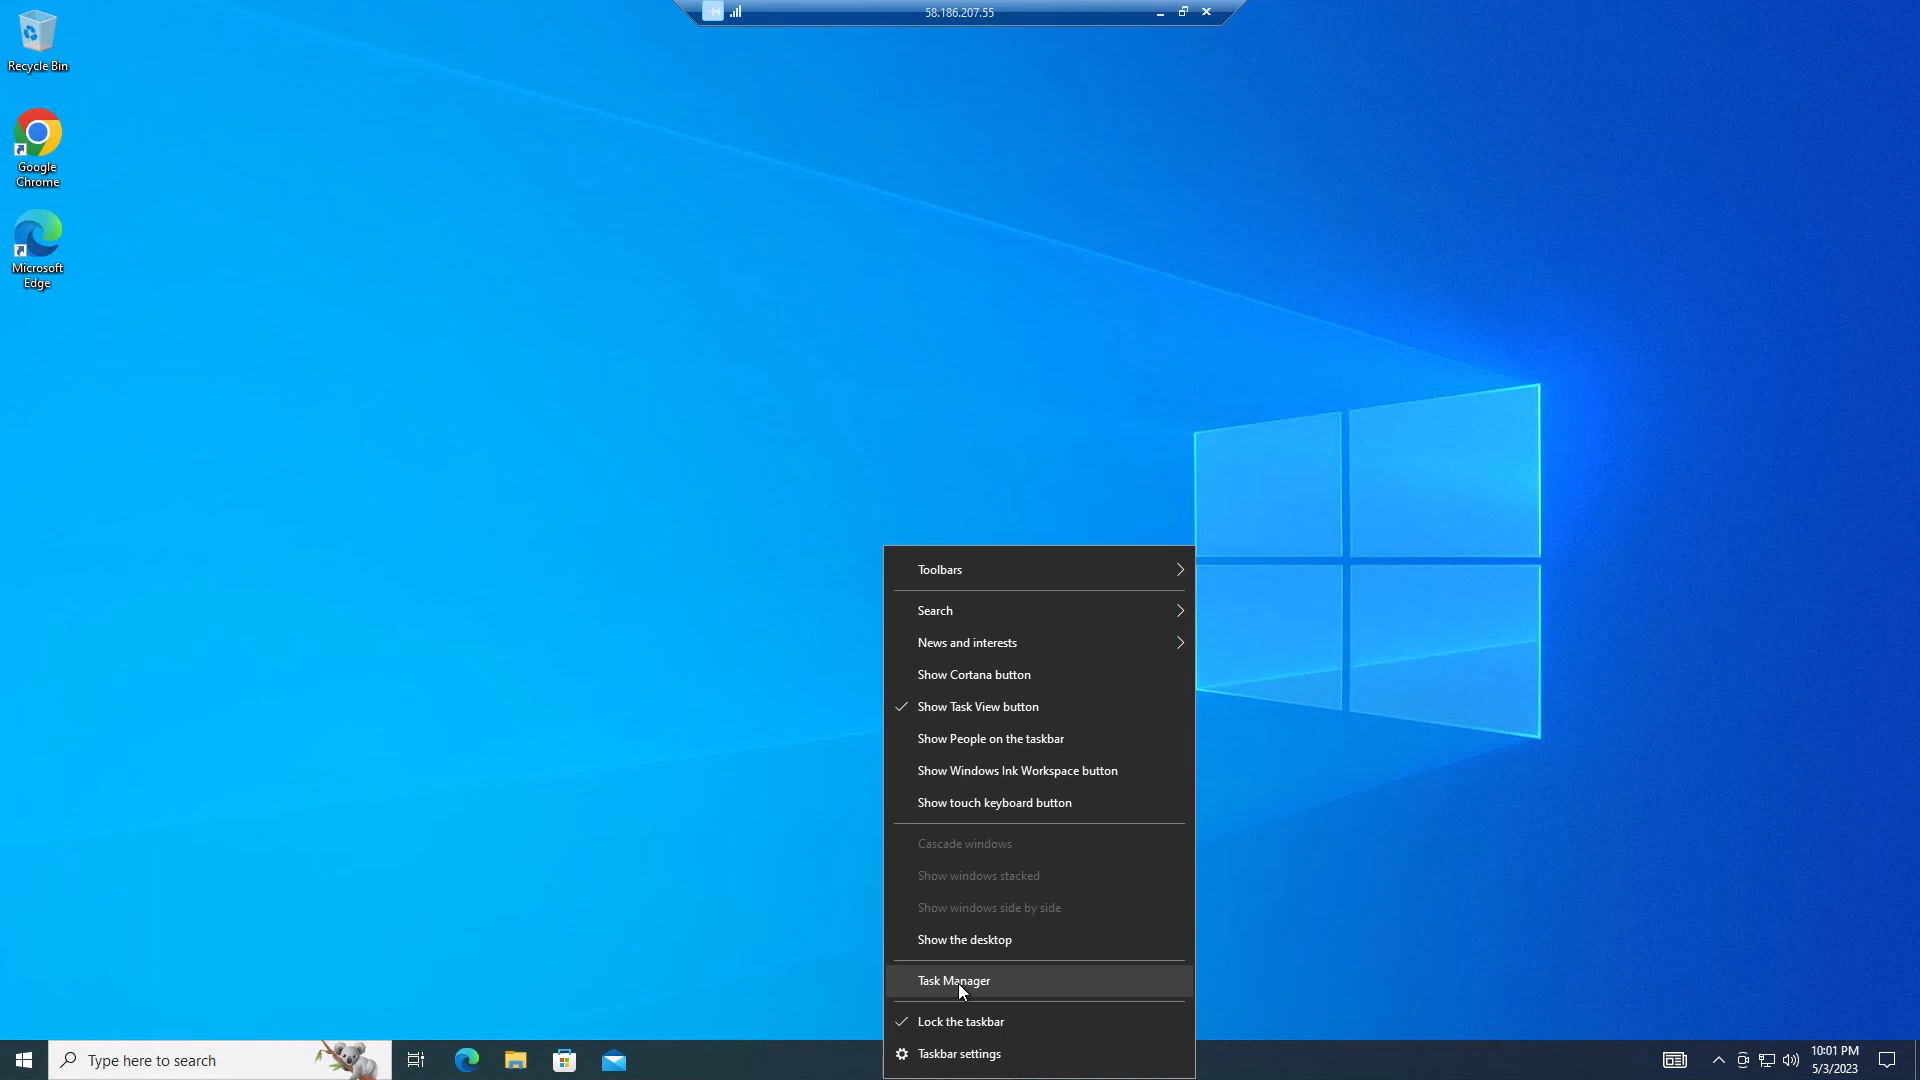 58.186.207.55
Recycle Bin
Google
Chrome
Microsoft
Edge
Toolbars
Search
News and interests
Show Cortana button
Show Task View button
Show People on the taskbar
Show Windows Ink Workspace button
Show touch keyboard button
Cascade windows
Show windows stacked
Show windows side by side
Show the desktop
Task Manager
Lock the taskbar
Taskbar settings
Type here to search
10:01 PM
5/3/2023